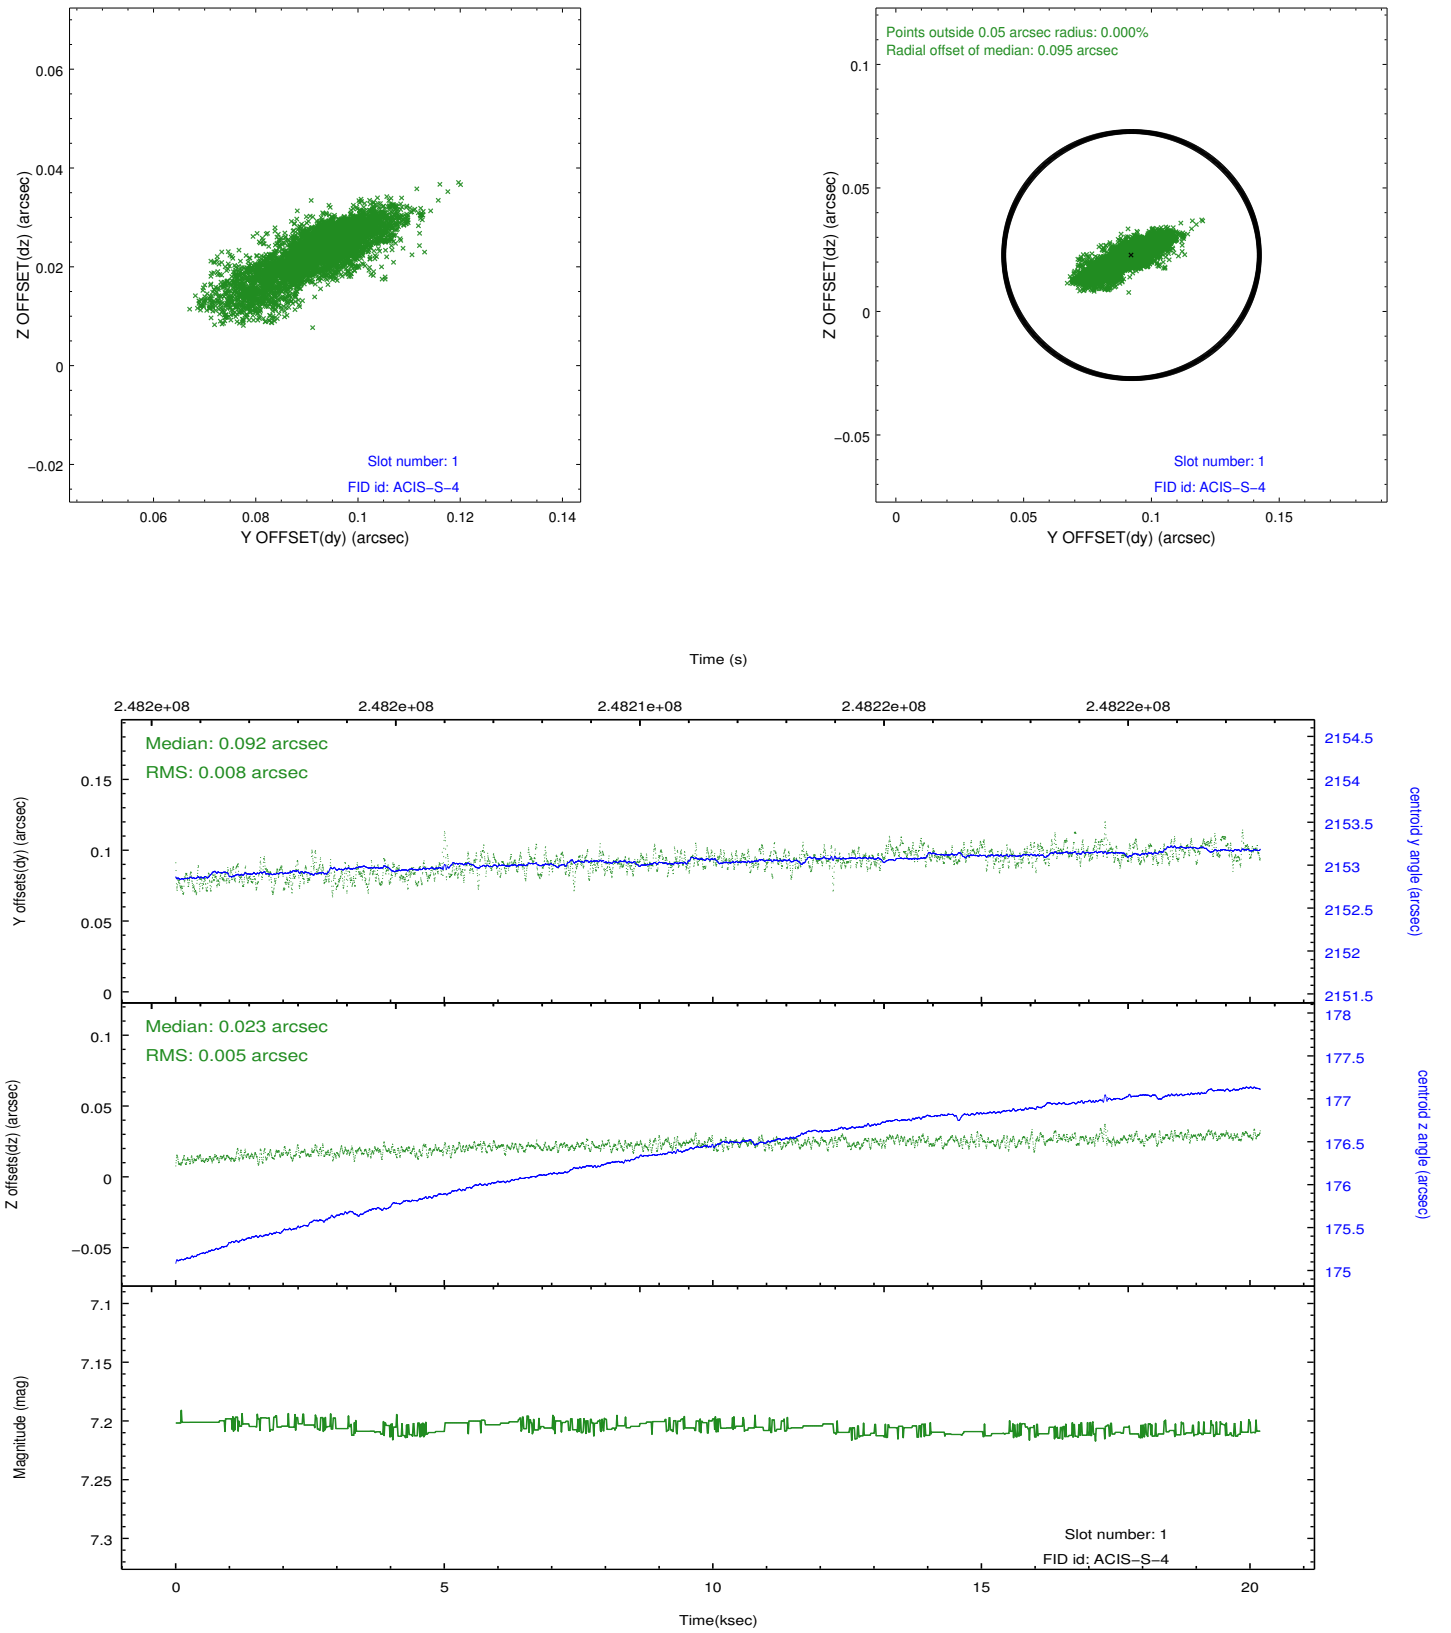 0.06
0.04
0.02
0
−0.02
Z OFFSET(dz) (arcsec)
Slot number: 1
FID id: ACIS−S−4
0.06
0.08
0.1
0.12
0.14
Y OFFSET(dy) (arcsec)
Points outside 0.05 arcsec radius: 0.000%
Radial offset of median: 0.095 arcsec
0.1
0.05
0
−0.05
Z OFFSET(dz) (arcsec)
Slot number: 1
FID id: ACIS−S−4
0
0.05
0.1
0.15
Y OFFSET(dy) (arcsec)
Time (s)
2.482e+08
2.482e+08
2.4821e+08
2.4822e+08
2.4822e+08
Median: 0.092 arcsec
RMS: 0.008 arcsec
0.15
0.1
0.05
0
Y offsets(dy) (arcsec)
2154.5
2154
2153.5
2153
2152.5
2152
2151.5
centroid y angle (arcsec)
Median: 0.023 arcsec
RMS: 0.005 arcsec
0.1
0.05
0
−0.05
Z offsets(dz) (arcsec)
178
177.5
177
176.5
176
175.5
175
centroid z angle (arcsec)
7.1
7.15
7.2
7.25
7.3
Magnitude (mag)
Slot number: 1
FID id: ACIS−S−4
0
5
10
15
20
Time(ksec)